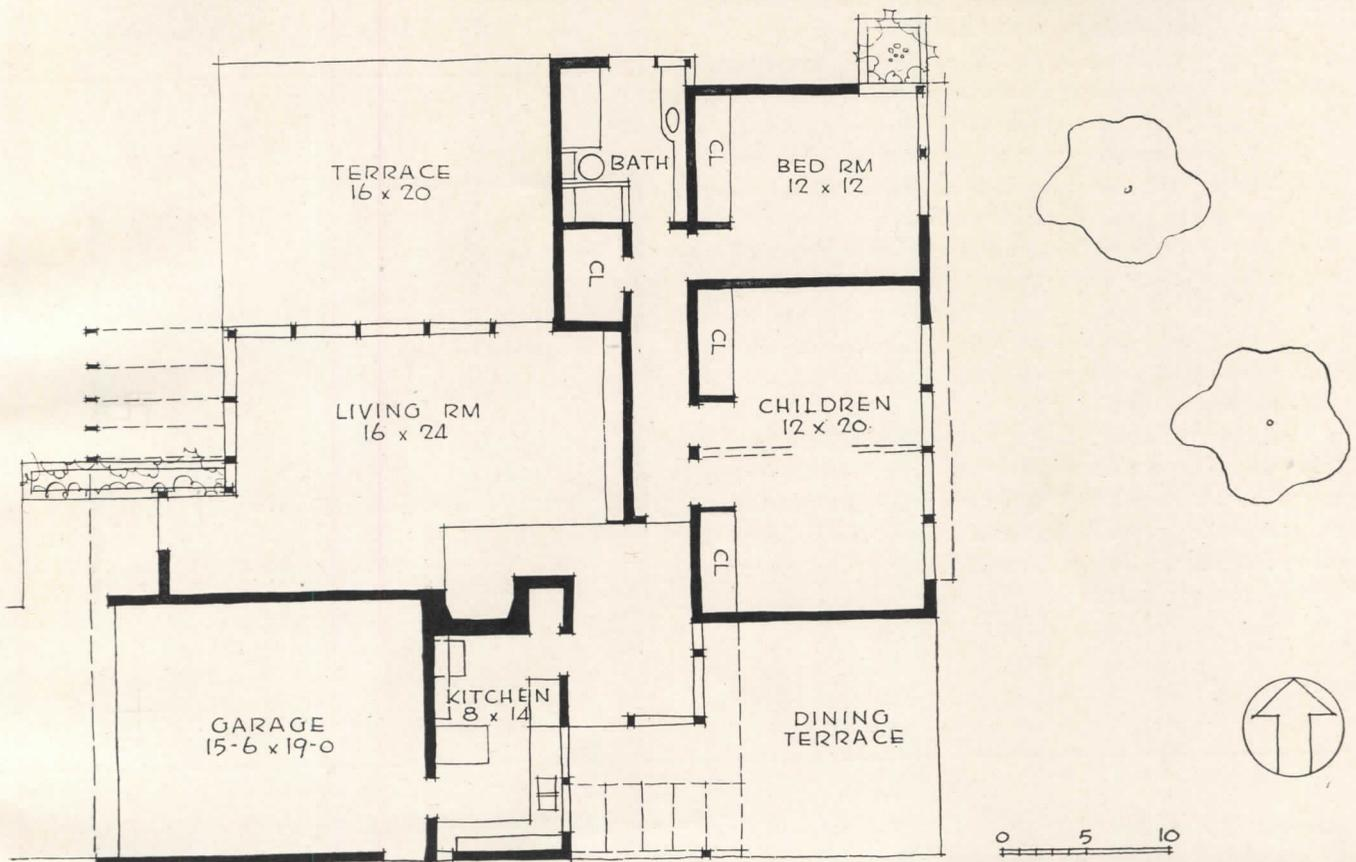 TERRACE
16 x 20
BATH
CL
BED RM
12 x 12
CL
CL
LIVING RM
16 x 24
CHILDREN
12 x 20
CL
GARAGE
15-6 x 19-0
KITCHEN
8 x 14
DINING
TERRACE
0 5 10